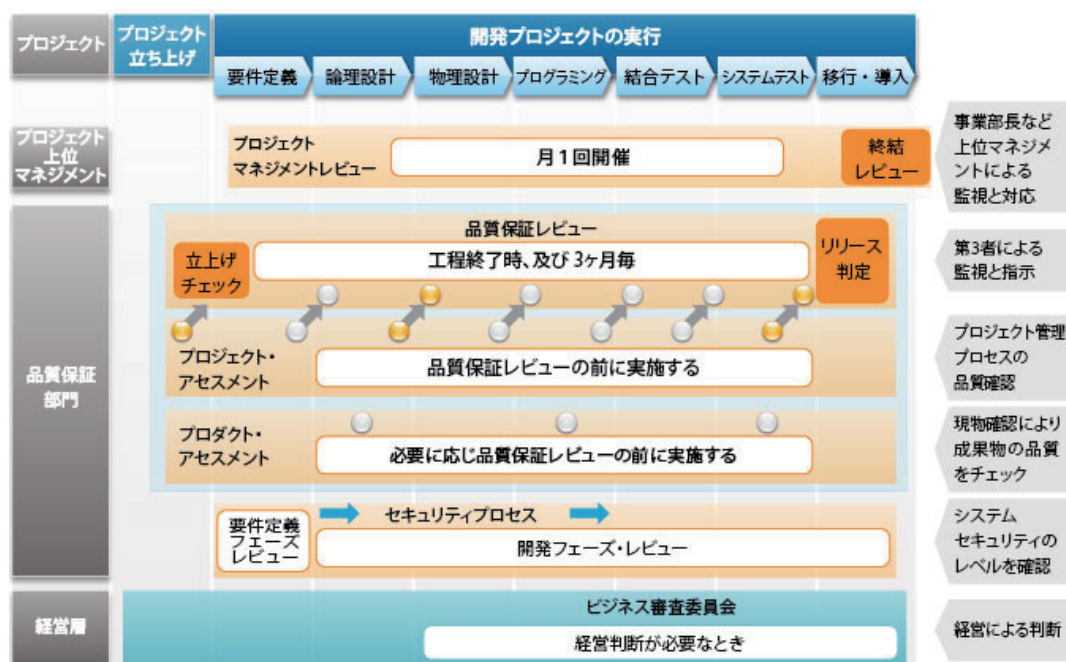 プロジェクト
プロジェクト
立ち上げ
開発プロジェクトの実行
要件定義
論理設計
物理設計
プログラミング
結合テスト
システムテスト
移行・導入
プロジェクト
上位
マネジメント
プロジェクト
マネジメントレビュー
月1回開催
終結
レビュー
事業部長など
上位マネジメ
ントによる
監視と対応
品質保証
部門
品質保証レビュー
立上げ
チェック
工程終了時、及び3ヶ月毎
リリース
判定
第3者による
監視と指示
プロジェクト・
アセスメント
品質保証レビューの前に実施する
プロジェクト管理
プロセスの
品質確認
プロダクト・
アセスメント
必要に応じ品質保証レビューの前に実施する
現物確認により
成果物の品質
をチェック
要件定義
フェーズ
レビュー
セキュリティプロセス
開発フェーズ・レビュー
システム
セキュリティの
レベルを確認
経営層
ビジネス審査委員会
経営判断が必要なとき
経営による判断